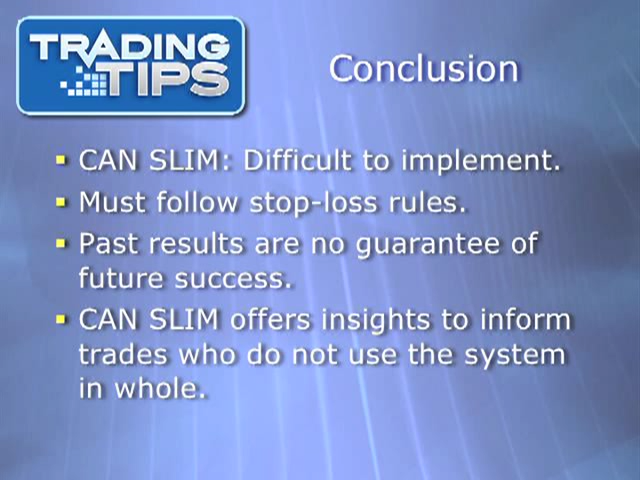 TRADING
TIPS
Conclusion
CAN SLIM: Difficult to implement.
Must follow stop-loss rules.
Past results are no guarantee of
future success.
CAN SLIM offers insights to inform
trades who do not use the system
in whole.